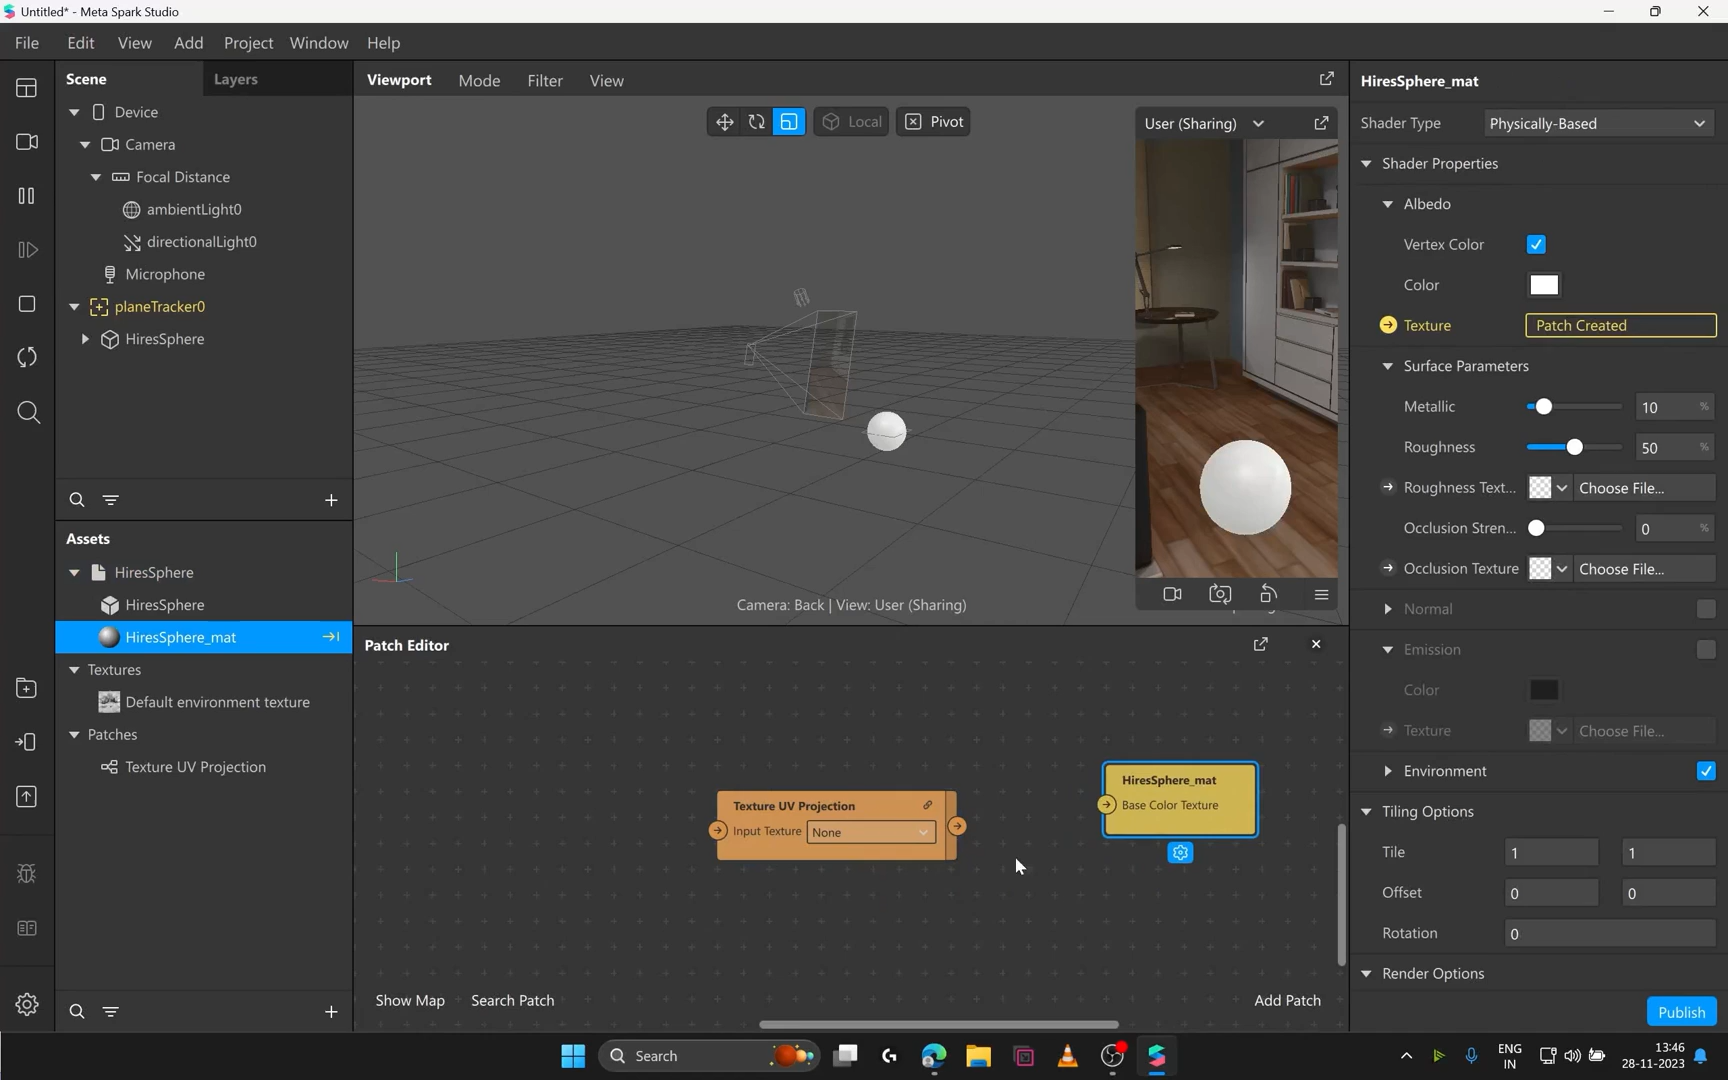 Untitled* - Meta Spark Studio
File Edit View Add Project Window Help
Scene Layers
Device
Camera
Focal Distance
ambientLight0
directionalLight0
Microphone
planeTracker0
HiresSphere
Assets
HiresSphere
HiresSphere
HiresSphere_mat
Textures
Default environment texture
Patches
Texture UV Projection
Viewport Mode Filter View
Local Pivot
User (Sharing)
Camera: Back | View: User (Sharing)
Patch Editor
Texture UV Projection
Input Texture None
HiresSphere_mat
Base Color Texture
Show Map Search Patch Add Patch
HiresSphere_mat
Shader Type Physically-Based
Shader Properties
Albedo
Vertex Color
Color
Texture Patch Created
Surface Parameters
Metallic 10 %
Roughness 50 %
Roughness Text... Choose File...
Occlusion Stren... 0 %
Occlusion Texture Choose File...
Normal
Emission
Color
Texture Choose File...
Environment
Tiling Options
Tile 1 1
Offset 0 0
Rotation 0
Render Options
Publish
Search
ENG
IN
13:46
28-11-2023